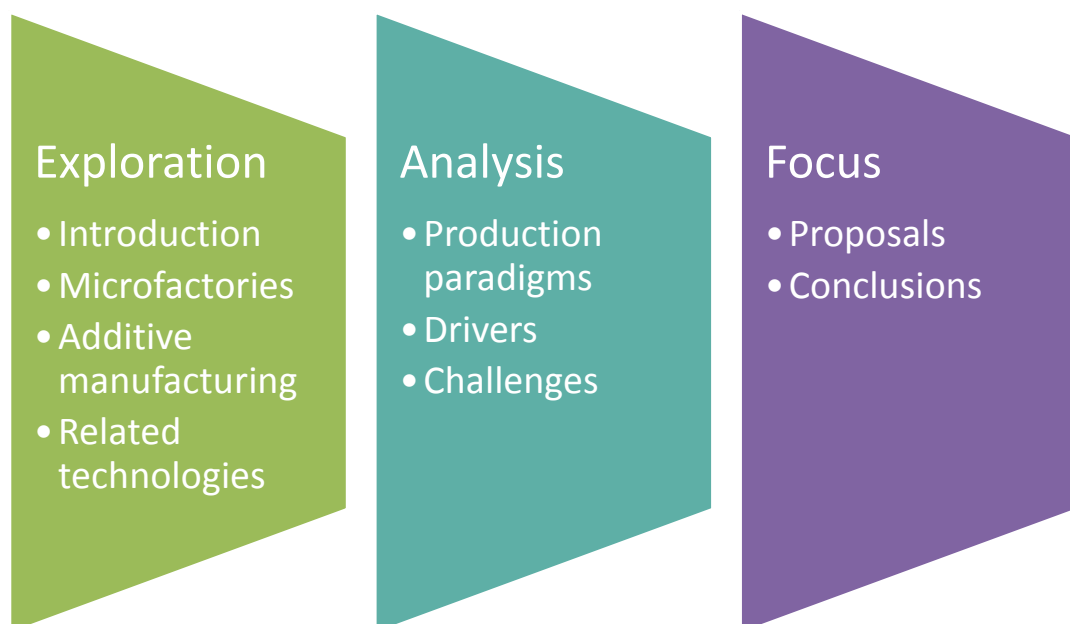 Exploration
• Introduction
• Microfactories
• Additive
manufacturing
• Related
technologies
Analysis
• Production
paradigms
• Drivers
• Challenges
Focus
• Proposals
• Conclusions